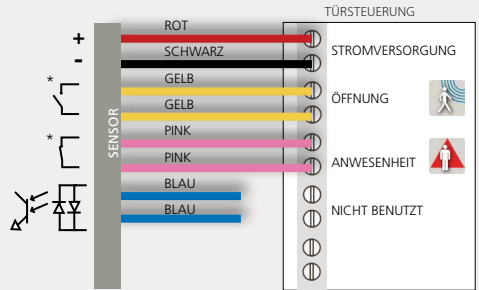 TÜRSTEUERUNG
ROT
+
SCHWARZ
-
STROMVERSORGUNG
*
GELB
GELB
ÖFFNUNG
SENSOR
*
PINK
PINK
ANWESENHEIT
BLAU
BLAU
NICHT BENUTZT